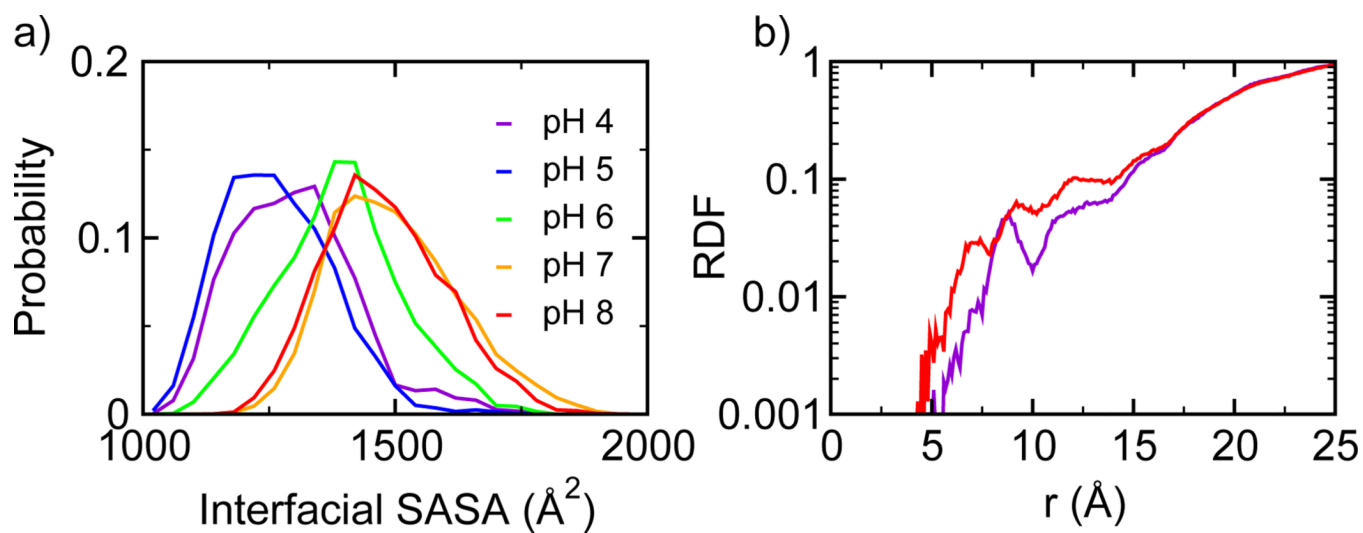 a)
0.2
0.1
0
Probability
pH 4
pH 5
pH 6
pH 7
pH 8
1000 1500 2000
Interfacial SASA (Å²)
b)
1
0.1
0.01
0.001
RDF
0 5 10 15 20 25
r (Å)